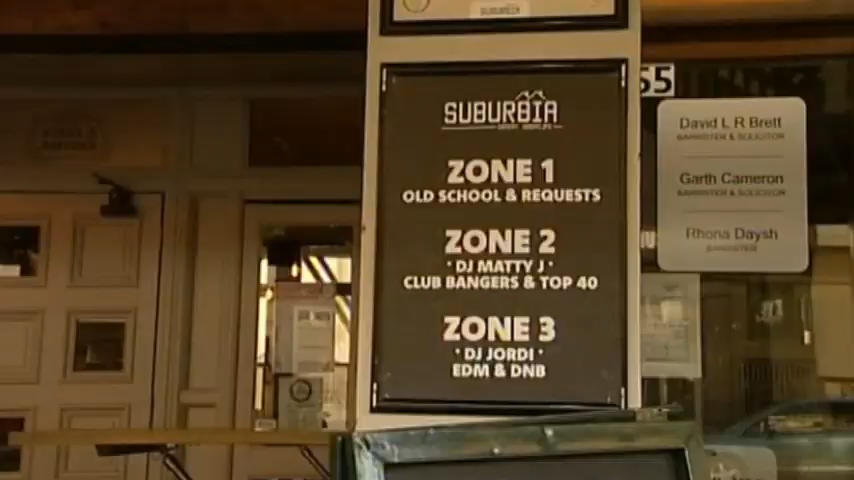 SUBURBIA
55
SUBURBIA
ZONE 1
OLD SCHOOL & REQUESTS
ZONE 2
• DJ MATTY J •
CLUB BANGERS & TOP 40
ZONE 3
• DJ JORDI •
EDM & DNB
David L R Brett
BARRISTER & SOLICITOR
Garth Cameron
BARRISTER & SOLICITOR
Rhona Daysh
BARRISTER